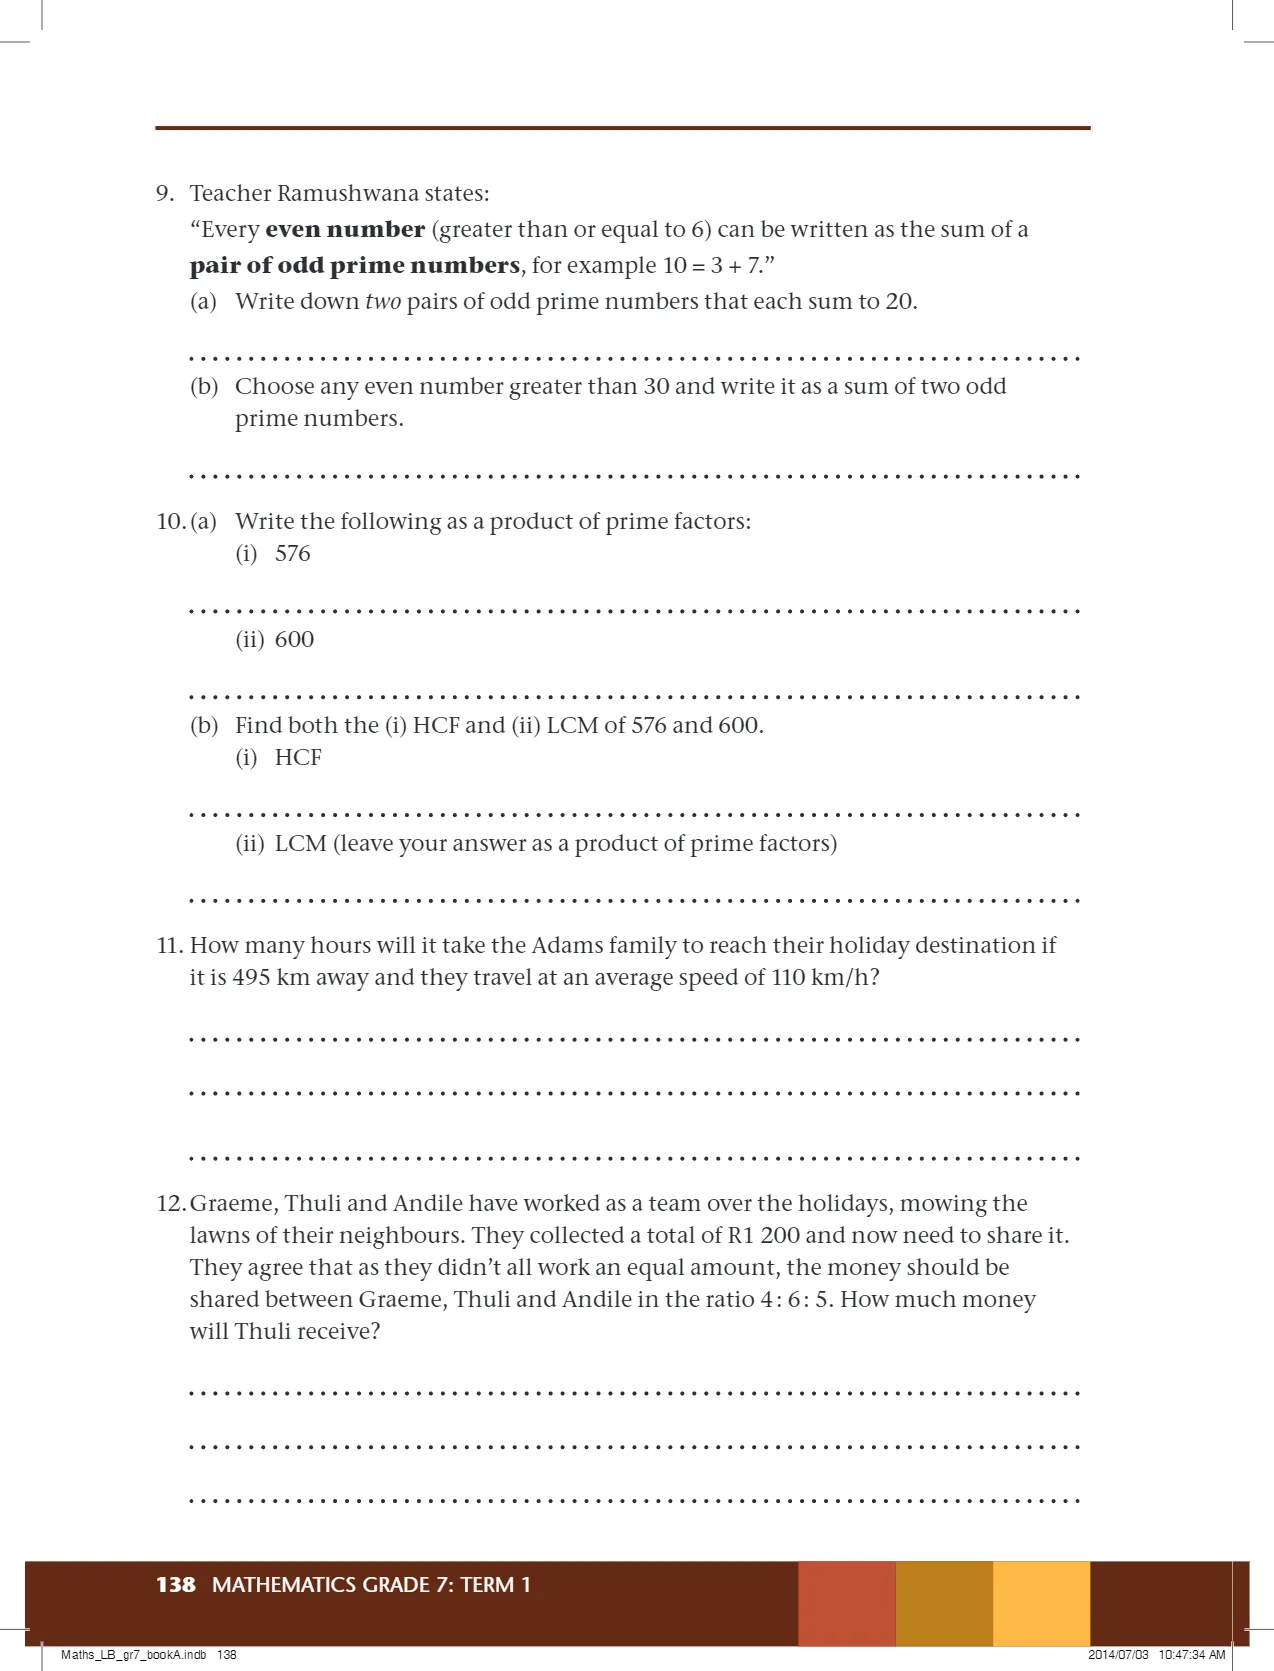 9. Teacher Ramushwana states:
“Every even number (greater than or equal to 6) can be written as the sum of a
pair of odd prime numbers, for example 10 = 3 + 7.”
(a) Write down two pairs of odd prime numbers that each sum to 20.
(b) Choose any even number greater than 30 and write it as a sum of two odd
prime numbers.
10. (a) Write the following as a product of prime factors:
(i) 576
(ii) 600
(b) Find both the (i) HCF and (ii) LCM of 576 and 600.
(i) HCF
(ii) LCM (leave your answer as a product of prime factors)
11. How many hours will it take the Adams family to reach their holiday destination if
it is 495 km away and they travel at an average speed of 110 km/h?
12. Graeme, Thuli and Andile have worked as a team over the holidays, mowing the
lawns of their neighbours. They collected a total of R1 200 and now need to share it.
They agree that as they didn’t all work an equal amount, the money should be
shared between Graeme, Thuli and Andile in the ratio 4 : 6 : 5. How much money
will Thuli receive?
138 MATHEMATICS GRADE 7: TERM 1
Maths_LB_gr7_bookA.indb 138 2014/07/03 10:47:34 AM